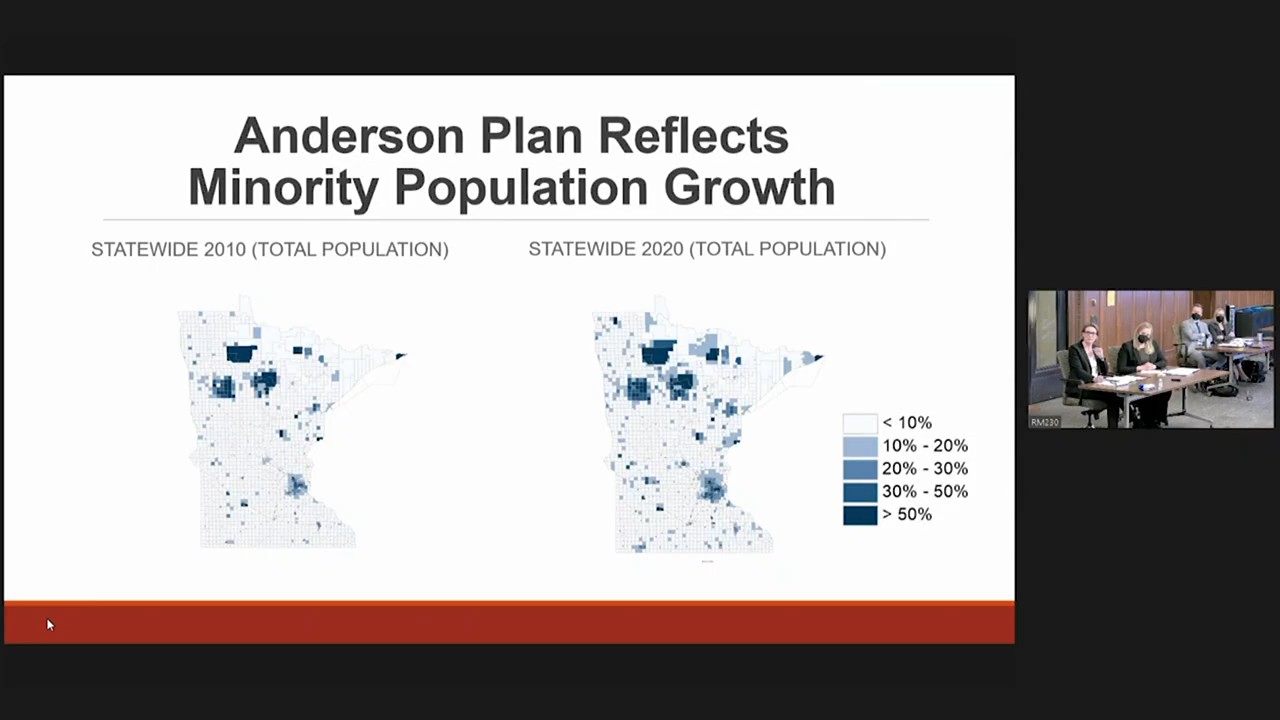 Anderson Plan Reflects
Minority Population Growth
STATEWIDE 2010 (TOTAL POPULATION)
STATEWIDE 2020 (TOTAL POPULATION)
< 10%
10% - 20%
20% - 30%
30% - 50%
> 50%
RM230